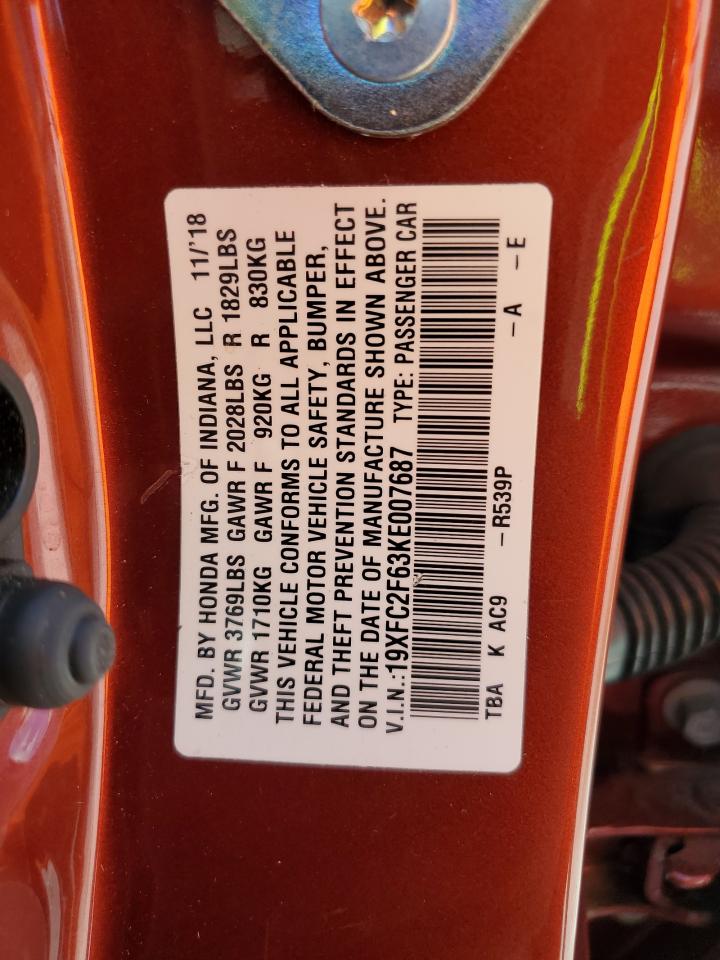 MFD. BY HONDA MFG. OF INDIANA, LLC 11/'18
GVWR 3769LBS GAWR F 2028LBS R 1829LBS
GVWR 1710KG GAWR F 920KG R 830KG
THIS VEHICLE CONFORMS TO ALL APPLICABLE
FEDERAL MOTOR VEHICLE SAFETY, BUMPER,
AND THEFT PREVENTION STANDARDS IN EFFECT
ON THE DATE OF MANUFACTURE SHOWN ABOVE.
V.I.N.:19XFC2F63KE007687 TYPE: PASSENGER CAR
TBA K AC9 -R539P -A -E